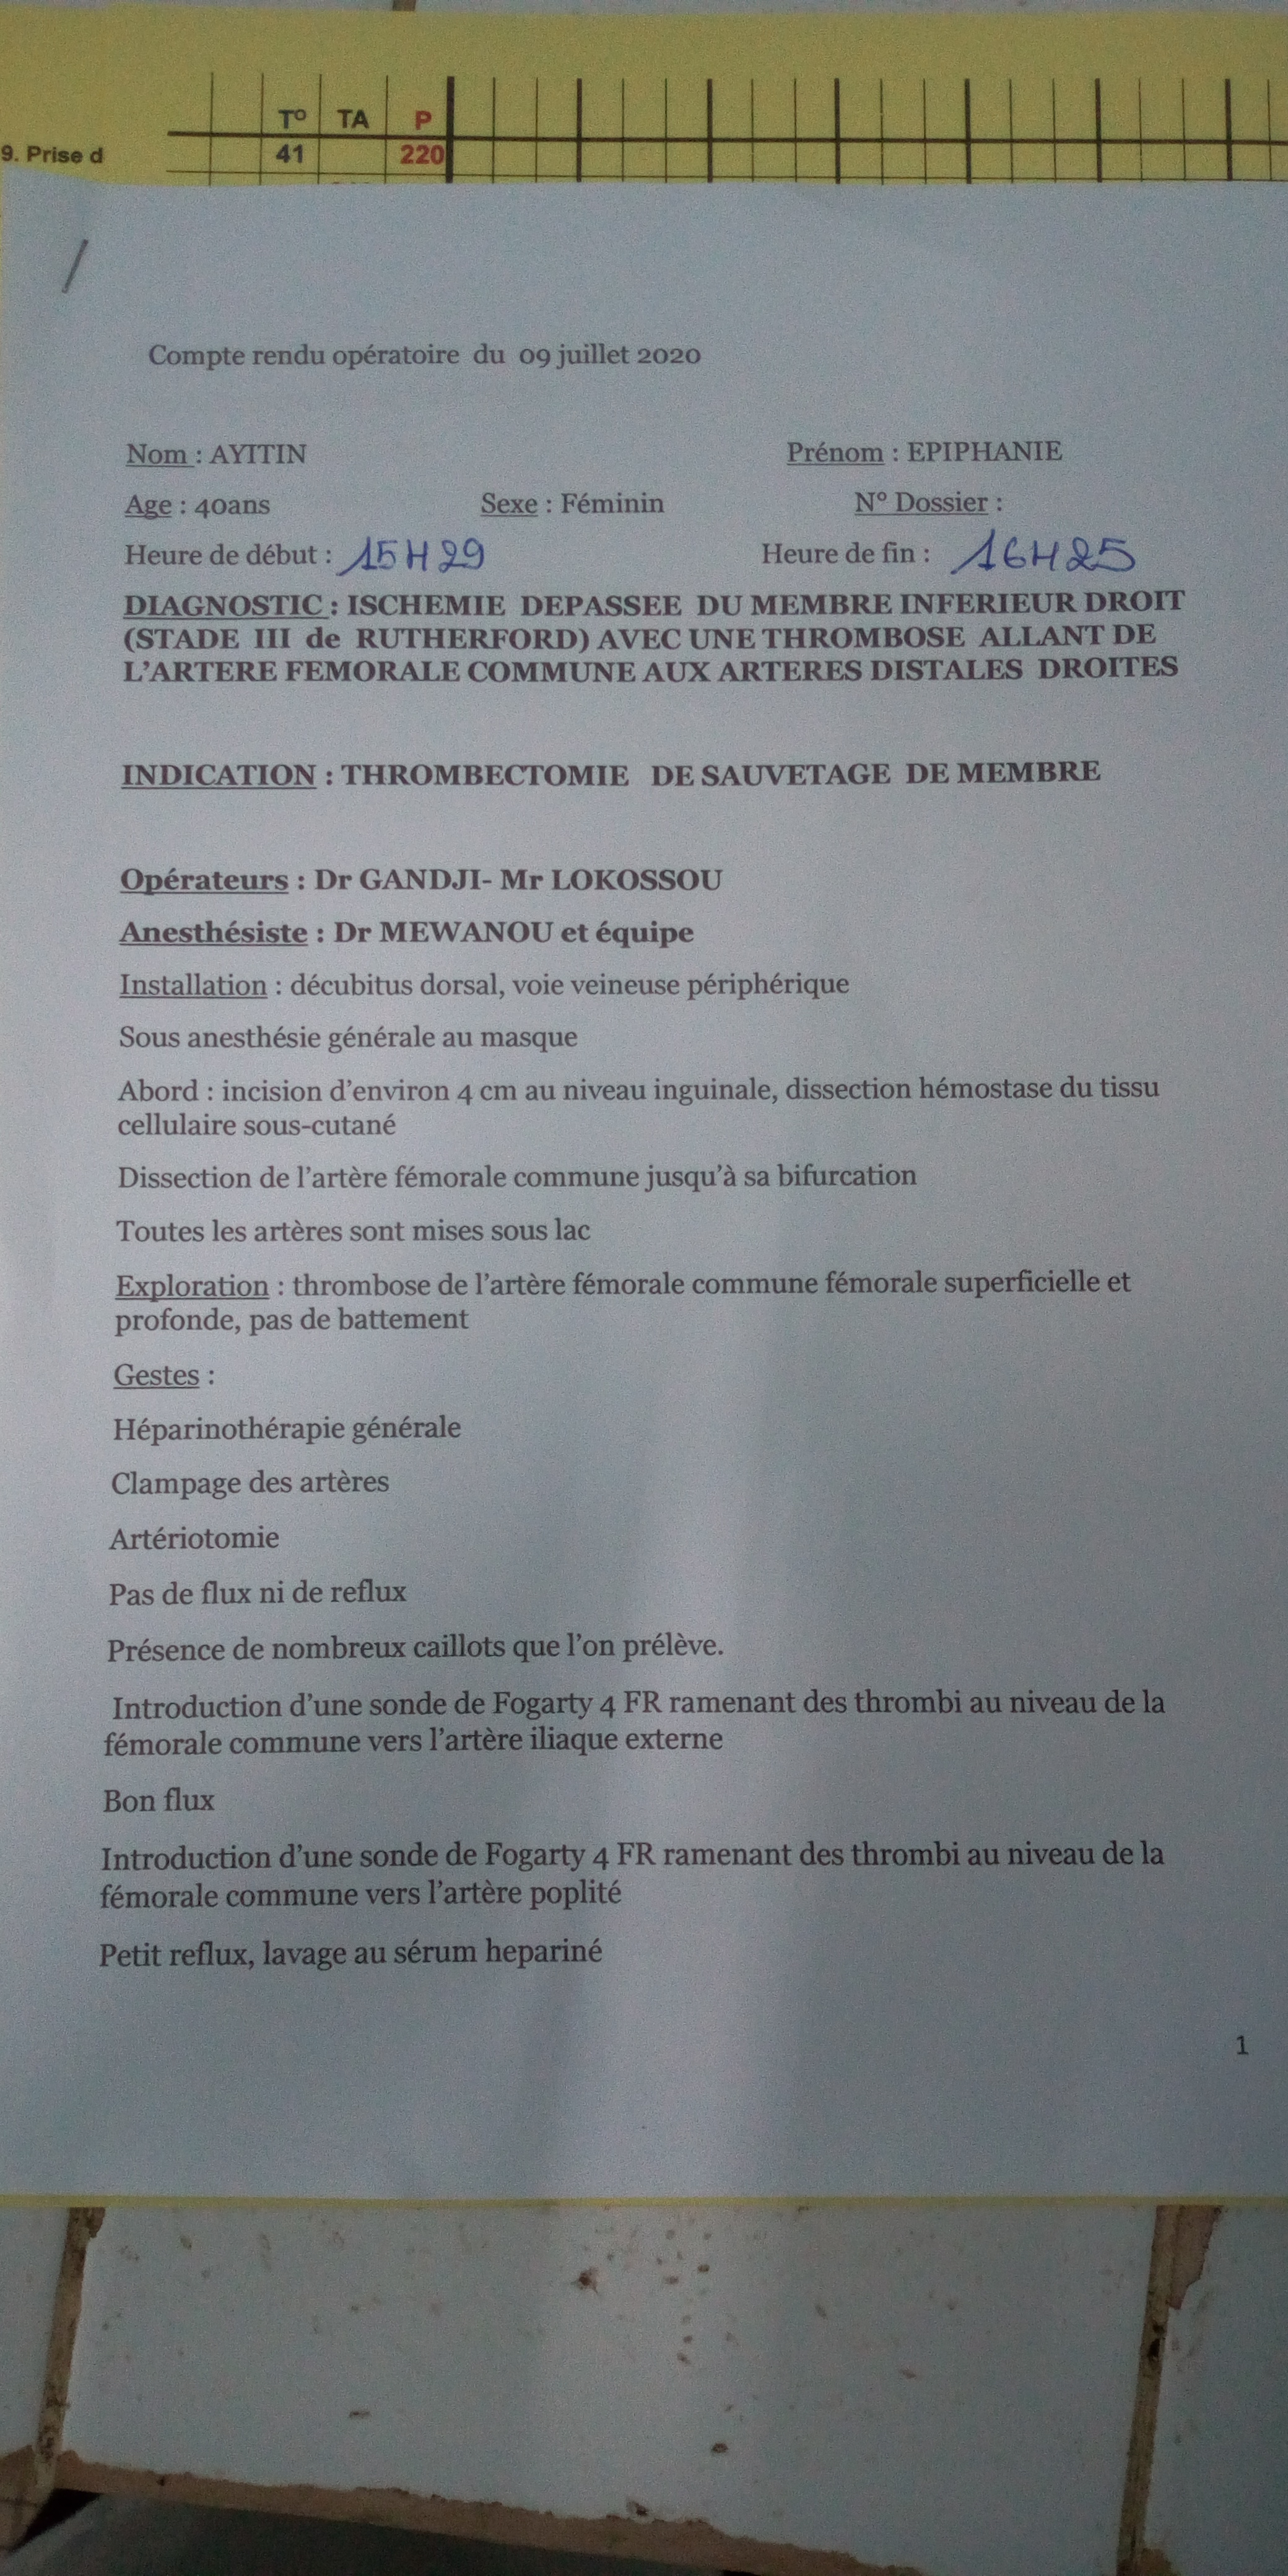 T° TA P
9. Prise d 41 220
Compte rendu opératoire du 09 juillet 2020
Nom : AYITIN Prénom : EPIPHANIE
Age : 40ans Sexe : Féminin N° Dossier :
Heure de début : 15H29 Heure de fin : 16H25
DIAGNOSTIC : ISCHEMIE DEPASSEE DU MEMBRE INFERIEUR DROIT
(STADE III de RUTHERFORD) AVEC UNE THROMBOSE ALLANT DE
L'ARTERE FEMORALE COMMUNE AUX ARTERES DISTALES DROITES
INDICATION : THROMBECTOMIE DE SAUVETAGE DE MEMBRE
Opérateurs : Dr GANDJI- Mr LOKOSSOU
Anesthésiste : Dr MEWANOU et équipe
Installation : décubitus dorsal, voie veineuse périphérique
Sous anesthésie générale au masque
Abord : incision d'environ 4 cm au niveau inguinale, dissection hémostase du tissu
cellulaire sous-cutané
Dissection de l'artère fémorale commune jusqu'à sa bifurcation
Toutes les artères sont mises sous lac
Exploration : thrombose de l'artère fémorale commune fémorale superficielle et
profonde, pas de battement
Gestes :
Héparinothérapie générale
Clampage des artères
Artériotomie
Pas de flux ni de reflux
Présence de nombreux caillots que l'on prélève.
Introduction d'une sonde de Fogarty 4 FR ramenant des thrombi au niveau de la
fémorale commune vers l'artère iliaque externe
Bon flux
Introduction d'une sonde de Fogarty 4 FR ramenant des thrombi au niveau de la
fémorale commune vers l'artère poplité
Petit reflux, lavage au sérum hepariné
1